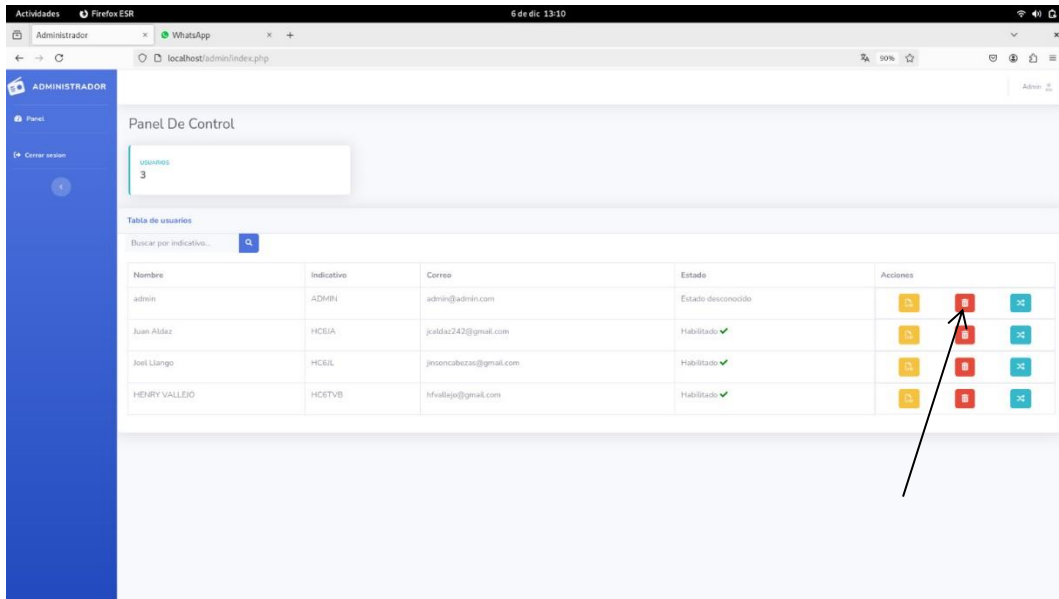 Actividades Firefox ESR 6 de dic 13:10
Administrador WhatsApp
localhost/admin/index.php 90%
ADMINISTRADOR Admin
Panel
Panel De Control
Cerrar sesion
USUARIOS
3
Tabla de usuarios
Buscar por indicativo...
Nombre Indicativo Correo Estado Acciones
admin ADMIN admin@admin.com Estado desconocido
Juan Aldaz HC6JA jcaldaz242@gmail.com Habilitado
Joel Llango HC6JL jinsoncabezas@gmail.com Habilitado
HENRY VALLEJO HC6TVB hfvallejo@gmail.com Habilitado